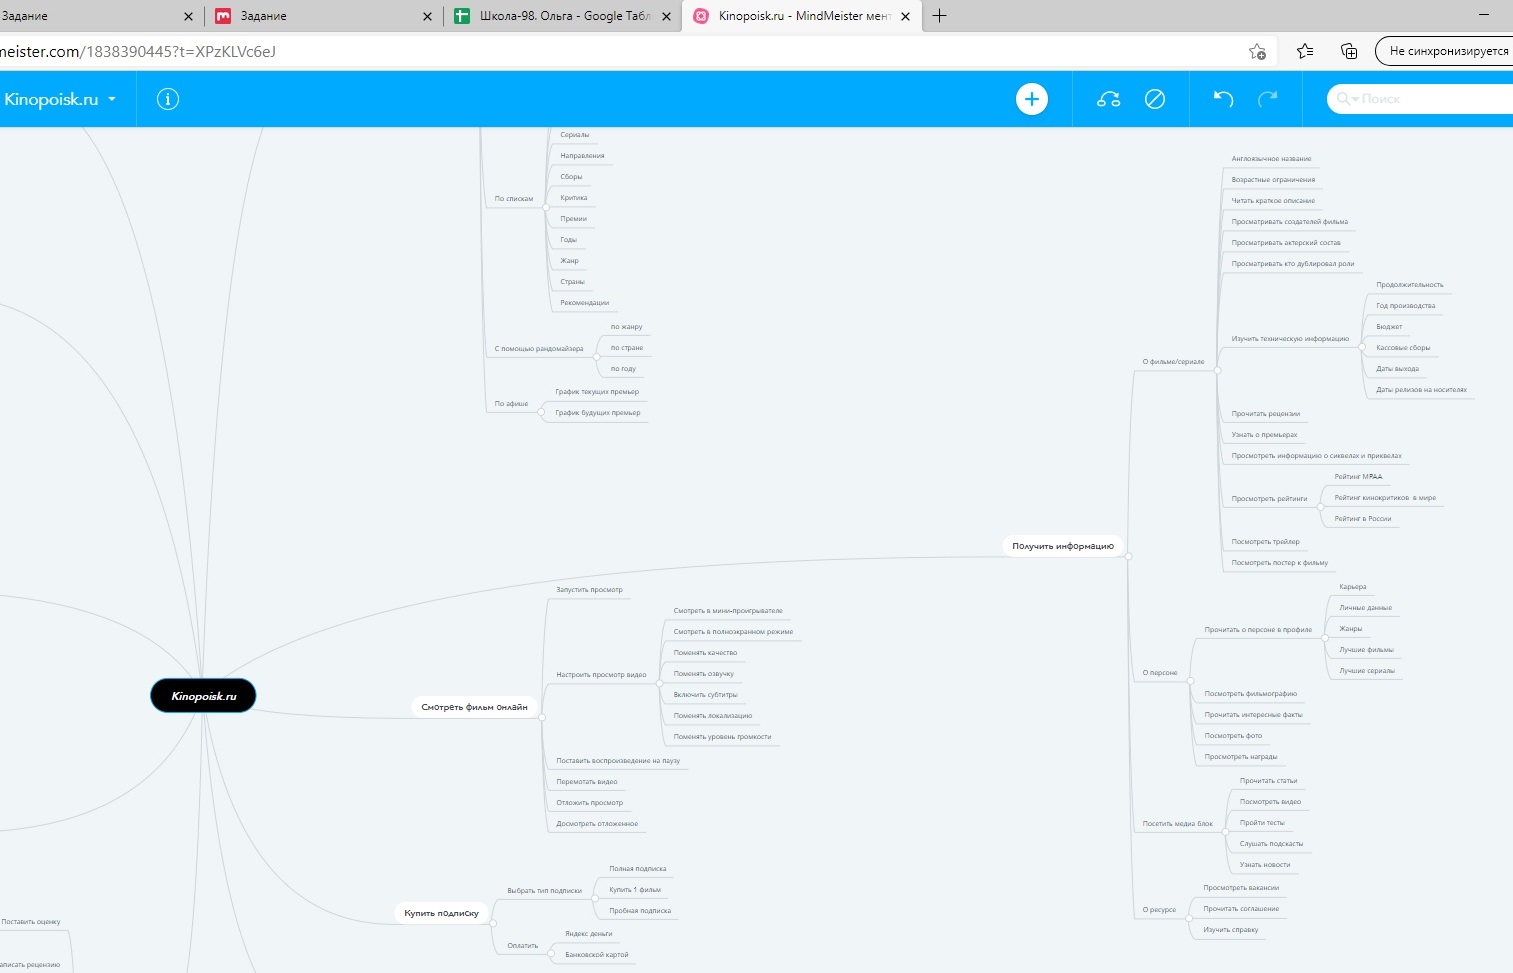 Задание
Задание
Школа-98. Ольга - Google Табл
Kinopoisk.ru - MindMeister мент
meister.com/1838390445?t=XPzKLVc6eJ
Не синхронизируется
Kinopoisk.ru
Поиск
По спискам
Сериалы
Направления
Сборы
Критика
Премии
Годы
Жанр
Страны
Рекомендации
С помощью рандомайзера
по жанру
по стране
по году
По афише
График текущих премьер
График будущих премьер
Получить информацию
О фильме/сериале
Англоязычное название
Возрастные ограничения
Читать краткое описание
Просматривать создателей фильма
Просматривать актерский состав
Просматривать кто дублировал роли
Изучить техническую информацию
Продолжительность
Год производства
Бюджет
Кассовые сборы
Даты выхода
Даты релизов на носителях
Прочитать рецензии
Узнать о премьерах
Просмотреть информацию о сиквелах и приквелах
Просмотреть рейтинги
Рейтинг MPAA
Рейтинг кинокритиков в мире
Рейтинг в России
Посмотреть трейлер
Посмотреть постер к фильму
О персоне
Прочитать о персоне в профиле
Карьера
Личные данные
Жанры
Лучшие фильмы
Лучшие сериалы
Посмотреть фильмографию
Прочитать интересные факты
Посмотреть фото
Просмотреть награды
Посетить медиа блок
Прочитать статьи
Посмотреть видео
Пройти тесты
Слушать подскасты
Узнать новости
О ресурсе
Просмотреть вакансии
Прочитать соглашение
Изучить справку
Kinopoisk.ru
Смотреть фильм онлайн
Запустить просмотр
Настроить просмотр видео
Смотреть в мини-проигрывателе
Смотреть в полноэкранном режиме
Поменять качество
Поменять озвучку
Включить субтитры
Поменять локализацию
Поменять уровень громкости
Поставить воспроизведение на паузу
Перемотать видео
Отложить просмотр
Досмотреть отложенное
Купить подписку
Выбрать тип подписки
Полная подписка
Купить 1 фильм
Пробная подписка
Оплатить
Яндекс деньги
Банковской картой
Поставить оценку
аписать рецензию